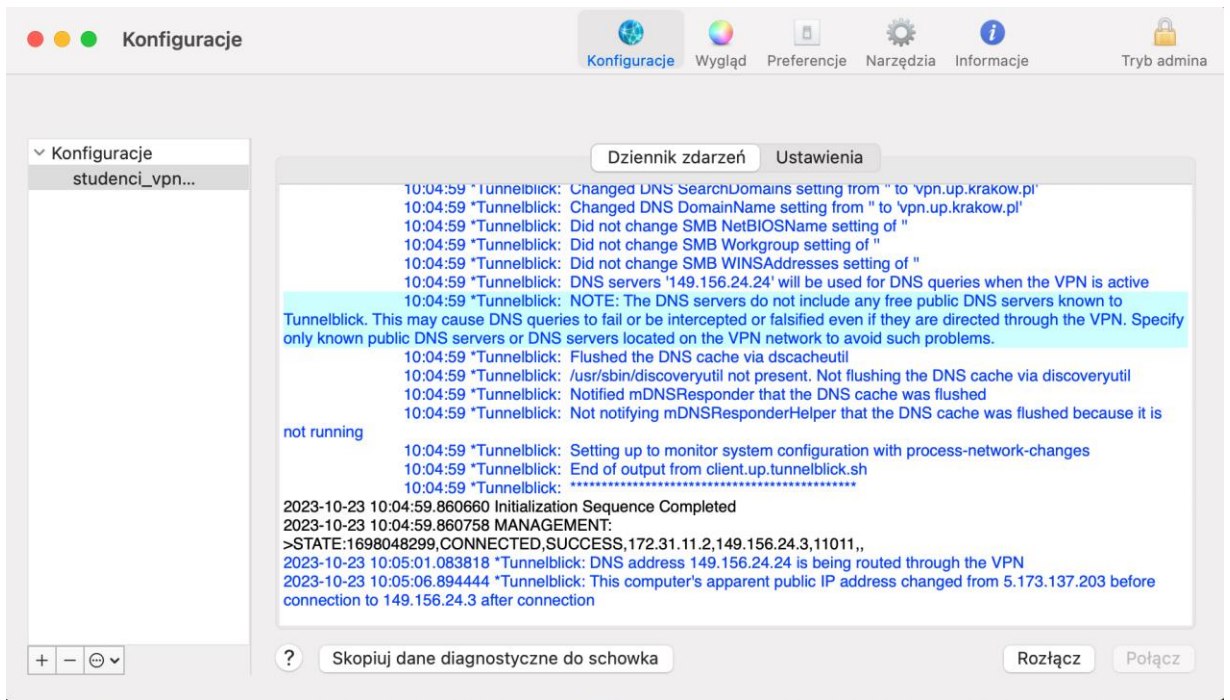 Konfiguracje
Konfiguracje
Wygląd
Preferencje
Narzędzia
Informacje
Tryb admina
Konfiguracje
studenci_vpn...
Dziennik zdarzeń
Ustawienia
10:04:59 *Tunnelblick: Changed DNS SearchDomains setting from '' to 'vpn.up.krakow.pl'
10:04:59 *Tunnelblick: Changed DNS DomainName setting from '' to 'vpn.up.krakow.pl'
10:04:59 *Tunnelblick: Did not change SMB NetBIOSName setting of ''
10:04:59 *Tunnelblick: Did not change SMB Workgroup setting of ''
10:04:59 *Tunnelblick: Did not change SMB WINSAddresses setting of ''
10:04:59 *Tunnelblick: DNS servers '149.156.24.24' will be used for DNS queries when the VPN is active
10:04:59 *Tunnelblick: NOTE: The DNS servers do not include any free public DNS servers known to
Tunnelblick. This may cause DNS queries to fail or be intercepted or falsified even if they are directed through the VPN. Specify
only known public DNS servers or DNS servers located on the VPN network to avoid such problems.
10:04:59 *Tunnelblick: Flushed the DNS cache via dscacheutil
10:04:59 *Tunnelblick: /usr/sbin/discoveryutil not present. Not flushing the DNS cache via discoveryutil
10:04:59 *Tunnelblick: Notified mDNSResponder that the DNS cache was flushed
10:04:59 *Tunnelblick: Not notifying mDNSResponderHelper that the DNS cache was flushed because it is
not running
10:04:59 *Tunnelblick: Setting up to monitor system configuration with process-network-changes
10:04:59 *Tunnelblick: End of output from client.up.tunnelblick.sh
10:04:59 *Tunnelblick: **********************************************
2023-10-23 10:04:59.860660 Initialization Sequence Completed
2023-10-23 10:04:59.860758 MANAGEMENT:
>STATE:1698048299,CONNECTED,SUCCESS,172.31.11.2,149.156.24.3,11011,,
2023-10-23 10:05:01.083818 *Tunnelblick: DNS address 149.156.24.24 is being routed through the VPN
2023-10-23 10:05:06.894444 *Tunnelblick: This computer's apparent public IP address changed from 5.173.137.203 before
connection to 149.156.24.3 after connection
?
Skopiuj dane diagnostyczne do schowka
Rozłącz
Połącz